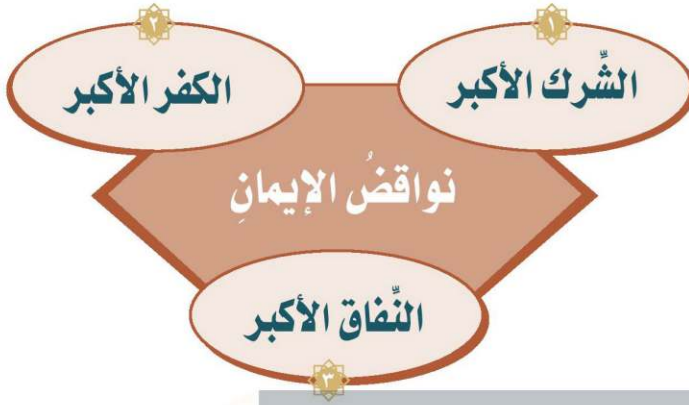 ١
الشِّرك الأكبر
٢
الكفر الأكبر
نواقضُ الإيمانِ
النِّفاق الأكبر
٣